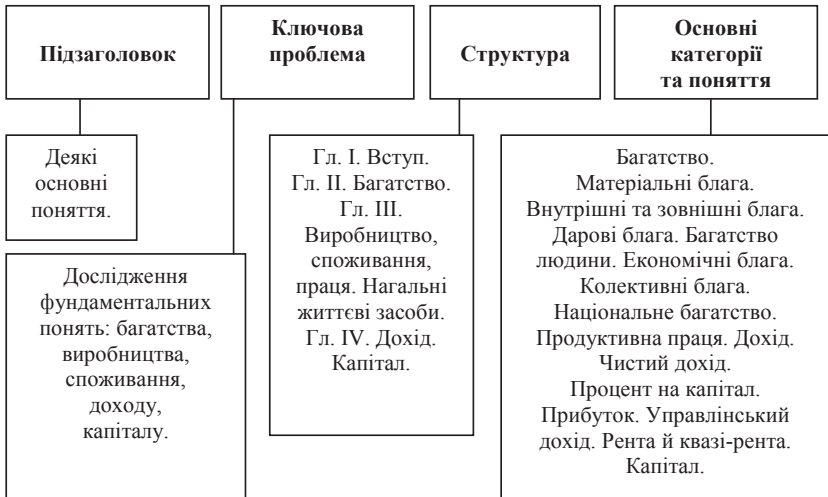 Підзаголовок
Ключова
проблема
Структура
Основні
категорії
та поняття
Деякі
основні
поняття.
Дослідження
фундаментальних
понять: багатства,
виробництва,
споживання,
доходу,
капіталу.
Гл. I. Вступ.
Гл. II. Багатство.
Гл. III.
Виробництво,
споживання,
праця. Нагальні
життєві засоби.
Гл. IV. Дохід.
Капітал.
Багатство.
Матеріальні блага.
Внутрішні та зовнішні блага.
Дарові блага. Багатство
людини. Економічні блага.
Колективні блага.
Національне багатство.
Продуктивна праця. Дохід.
Чистий дохід.
Процент на капітал.
Прибуток. Управлінський
дохід. Рента й квазі-рента.
Капітал.